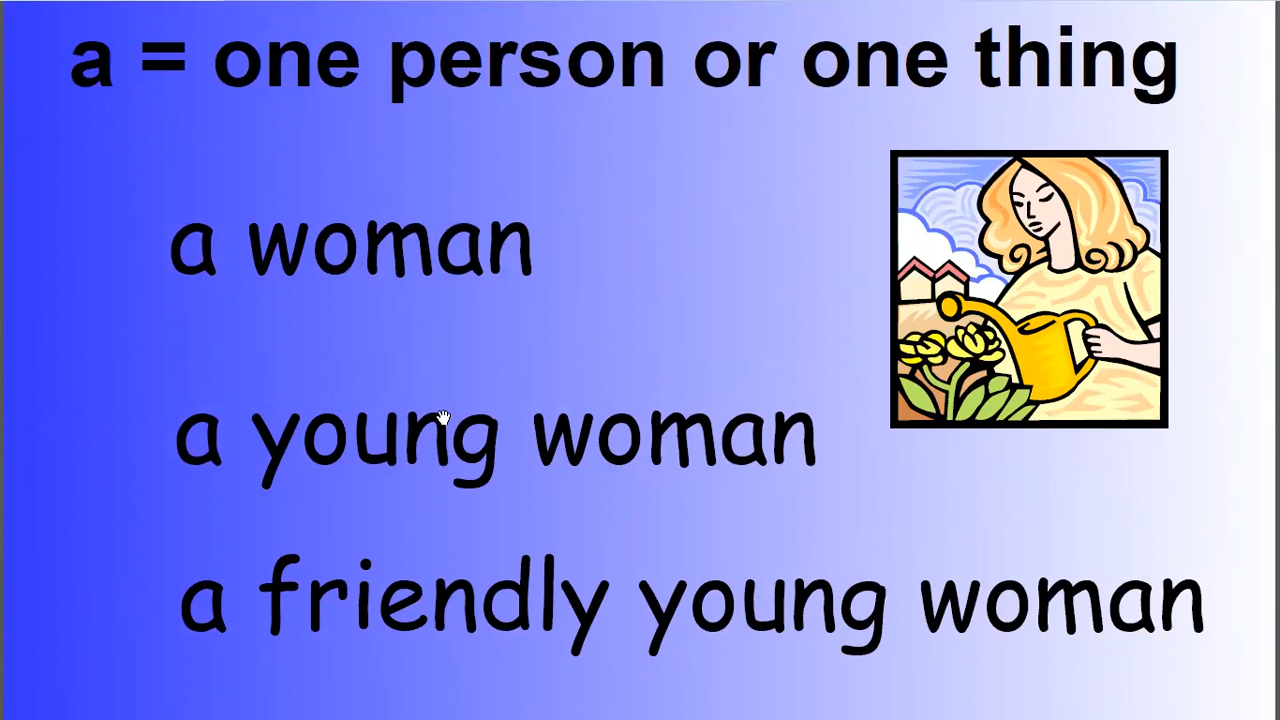 a = one person or one thing
a woman
a young woman
a friendly young woman